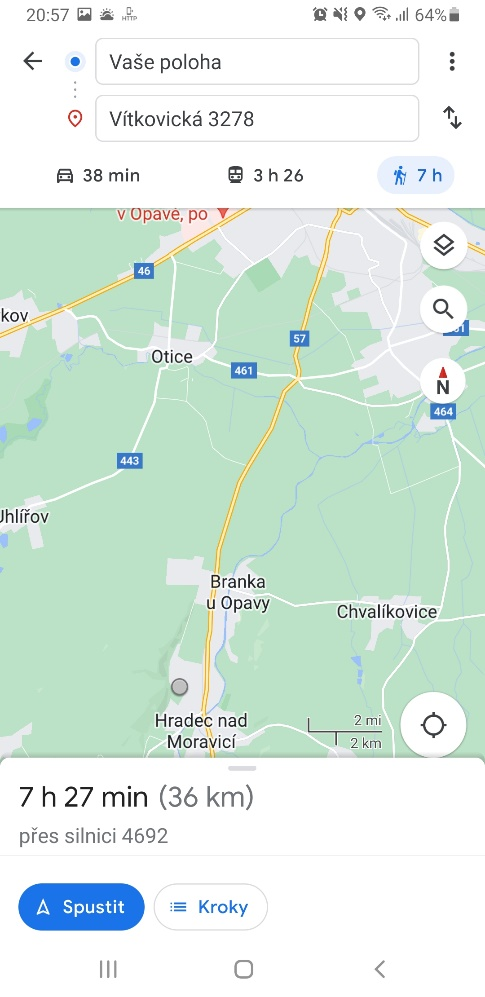 20:57 HTTP 64%
Vaše poloha
Vítkovická 3278
38 min 3 h 26 7 h
v Opavě, po
46
kov
57
Otice
461
N
464
443
Uhlířov
Branka
u Opavy
Chvalíkovice
Hradec nad
Moravicí
2 mi
2 km
7 h 27 min (36 km)
přes silnici 4692
Spustit
Kroky